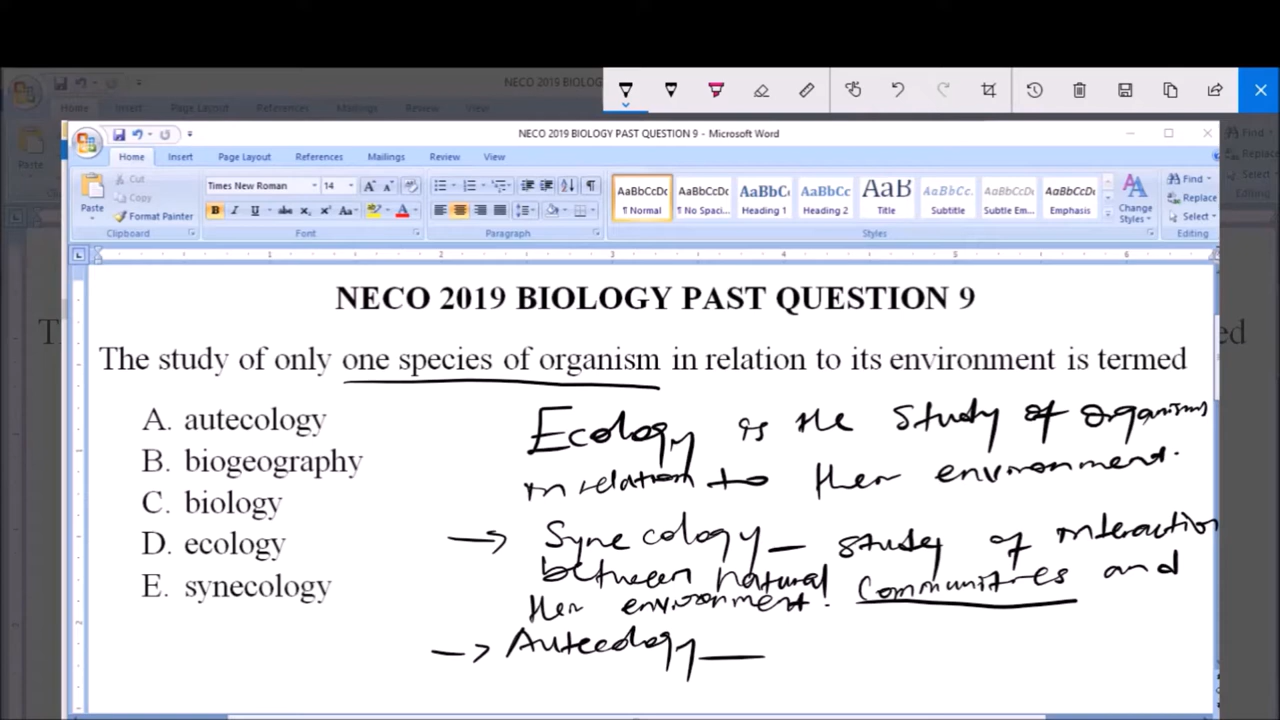 NECO 2019 BIOLOGY PAST QUESTION 9 - Microsoft Word
Home Insert Page Layout References Mailings Review View
Paste
Cut
Copy
Format Painter
Clipboard
Times New Roman 14
Font
Paragraph
AaBbCcDc AaBbCcDc AaBbC AaBbCc AaB AaBbCc. AaBbCcDc AaBbCcDc
¶ Normal ¶ No Spaci... Heading 1 Heading 2 Title Subtitle Subtle Em... Emphasis
Change Styles
Styles
Find
Replace
Select
Editing
NECO 2019 BIOLOGY PAST QUESTION 9
The study of only one species of organism in relation to its environment is termed
A. autecology
B. biogeography
C. biology
D. ecology
E. synecology
Ecology is the study of organisms
in relation to their environment.
→ Synecology – study of interaction
between natural communities and
their environment.
→ Autecology —